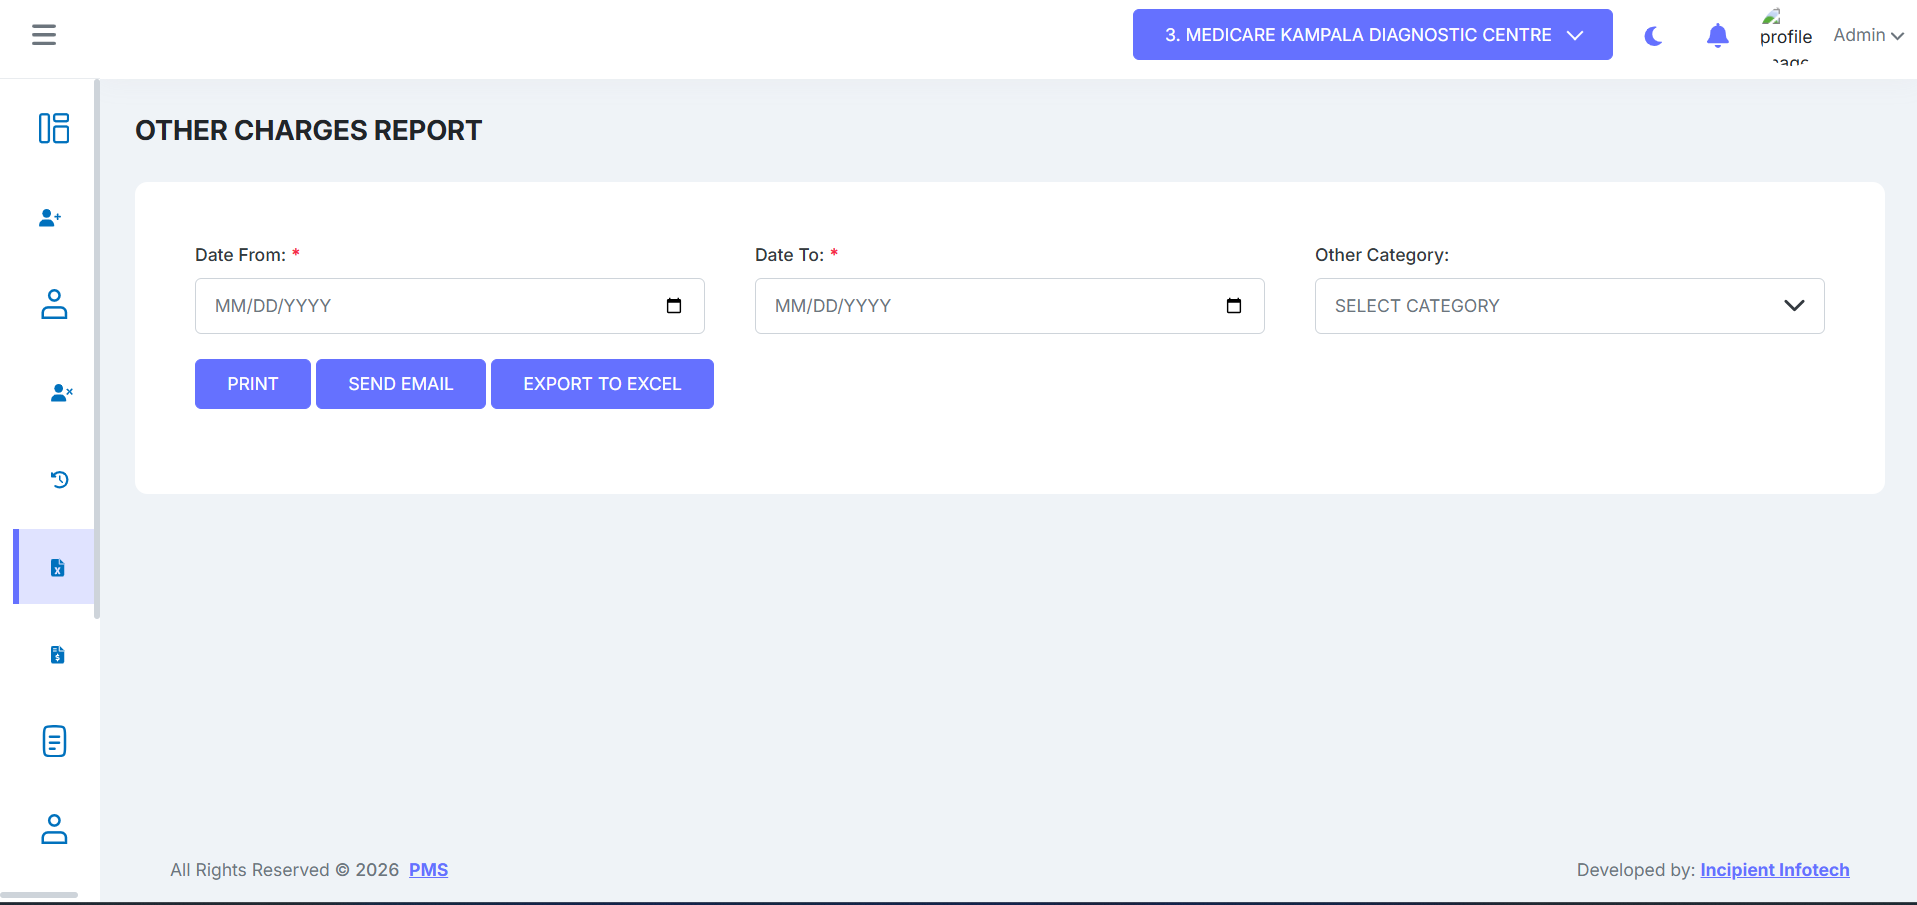 3. MEDICARE KAMPALA DIAGNOSTIC CENTRE
profile
Admin
OTHER CHARGES REPORT
Date From: *
Date To: *
Other Category:
MM/DD/YYYY
MM/DD/YYYY
SELECT CATEGORY
PRINT
SEND EMAIL
EXPORT TO EXCEL
All Rights Reserved © 2026 PMS
Developed by: Incipient Infotech